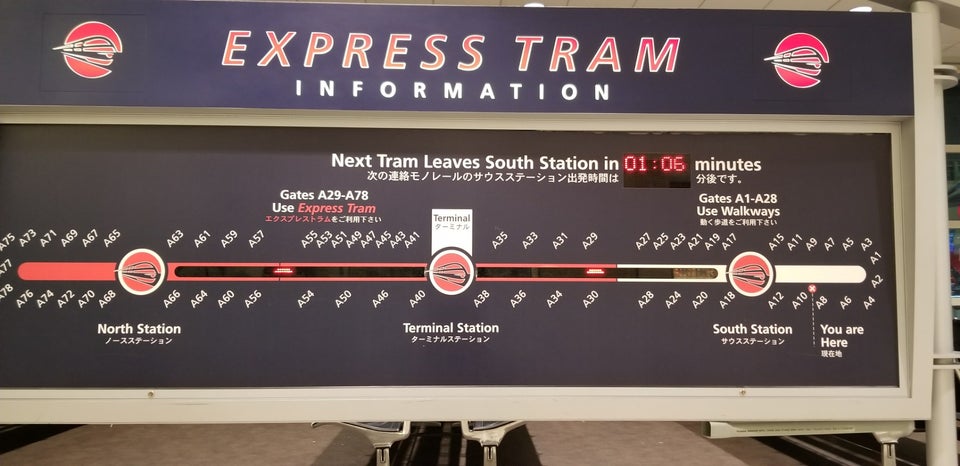 EXPRESS TRAM
INFORMATION
Next Tram Leaves South Station in 01:06 minutes
次の連絡モノレールのサウスステーション出発時間は 分後です。
Gates A29-A78
Use Express Tram
エクスプレストラムをご利用下さい
Terminal
ターミナル
Gates A1-A28
Use Walkways
動く歩道をご利用下さい
A75 A73 A71 A69 A67 A65 A63 A61 A59 A57 A55 A53 A51 A49 A47 A45 A43 A41 A35 A33 A31 A29 A27 A25 A23 A21 A19 A17 A15 A11 A9 A7 A5 A3
A77 A1
A78 A76 A74 A72 A70 A68 A66 A64 A60 A56 A54 A50 A46 A40 A38 A36 A34 A30 A28 A24 A20 A18 A12 A10 A8 A6 A4 A2
North Station
ノースステーション
Terminal Station
ターミナルステーション
South Station
サウスステーション
You are
Here
現在地